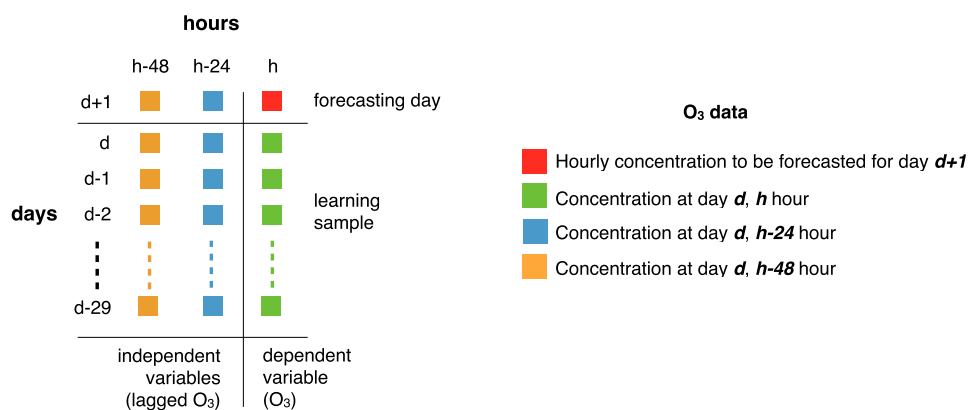 hours
h-48 h-24 h
d+1 forecasting day
d
d-1
days d-2 learning
sample
d-29
independent
variables
(lagged O₃)
dependent
variable
(O₃)
O₃ data
Hourly concentration to be forecasted for day d+1
Concentration at day d, h hour
Concentration at day d, h-24 hour
Concentration at day d, h-48 hour